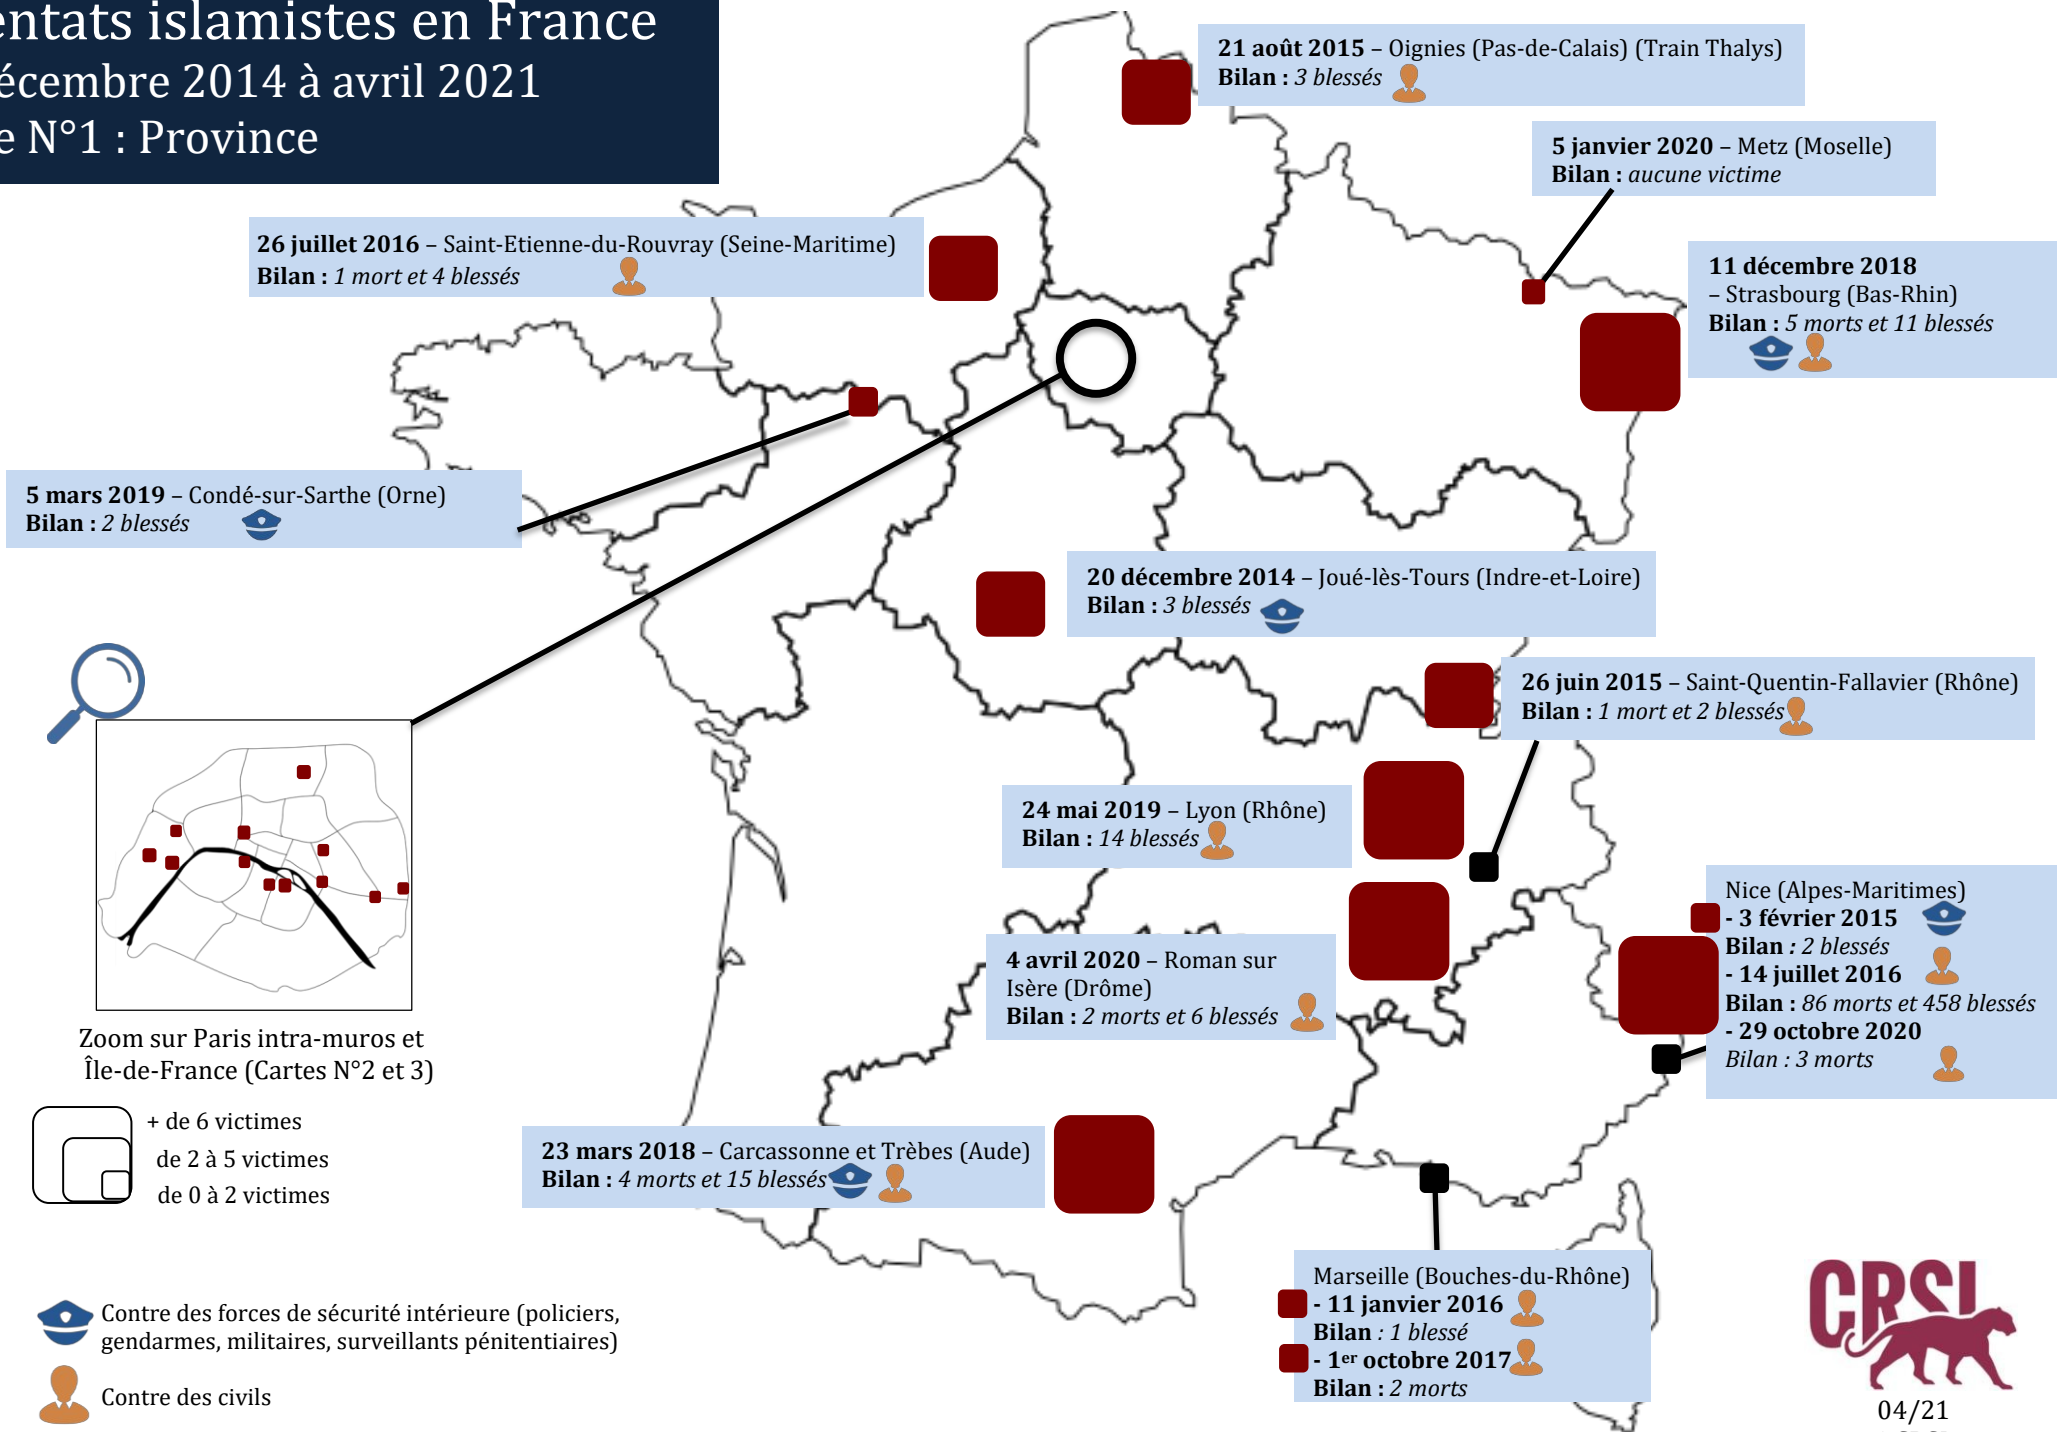 entats islamistes en France
écembre 2014 à avril 2021
e N°1 : Province
21 août 2015 – Oignies (Pas-de-Calais) (Train Thalys)
Bilan : 3 blessés
5 janvier 2020 – Metz (Moselle)
Bilan : aucune victime
26 juillet 2016 – Saint-Etienne-du-Rouvray (Seine-Maritime)
Bilan : 1 mort et 4 blessés
11 décembre 2018
– Strasbourg (Bas-Rhin)
Bilan : 5 morts et 11 blessés
5 mars 2019 – Condé-sur-Sarthe (Orne)
Bilan : 2 blessés
20 décembre 2014 – Joué-lès-Tours (Indre-et-Loire)
Bilan : 3 blessés
26 juin 2015 – Saint-Quentin-Fallavier (Rhône)
Bilan : 1 mort et 2 blessés
24 mai 2019 – Lyon (Rhône)
Bilan : 14 blessés
Nice (Alpes-Maritimes)
- 3 février 2015
Bilan : 2 blessés
- 14 juillet 2016
Bilan : 86 morts et 458 blessés
- 29 octobre 2020
Bilan : 3 morts
4 avril 2020 – Roman sur
Isère (Drôme)
Bilan : 2 morts et 6 blessés
Zoom sur Paris intra-muros et
Île-de-France (Cartes N°2 et 3)
+ de 6 victimes
de 2 à 5 victimes
de 0 à 2 victimes
23 mars 2018 – Carcassonne et Trèbes (Aude)
Bilan : 4 morts et 15 blessés
Marseille (Bouches-du-Rhône)
- 11 janvier 2016
Bilan : 1 blessé
- 1er octobre 2017
Bilan : 2 morts
Contre des forces de sécurité intérieure (policiers,
gendarmes, militaires, surveillants pénitentiaires)
Contre des civils
CRSI
04/21